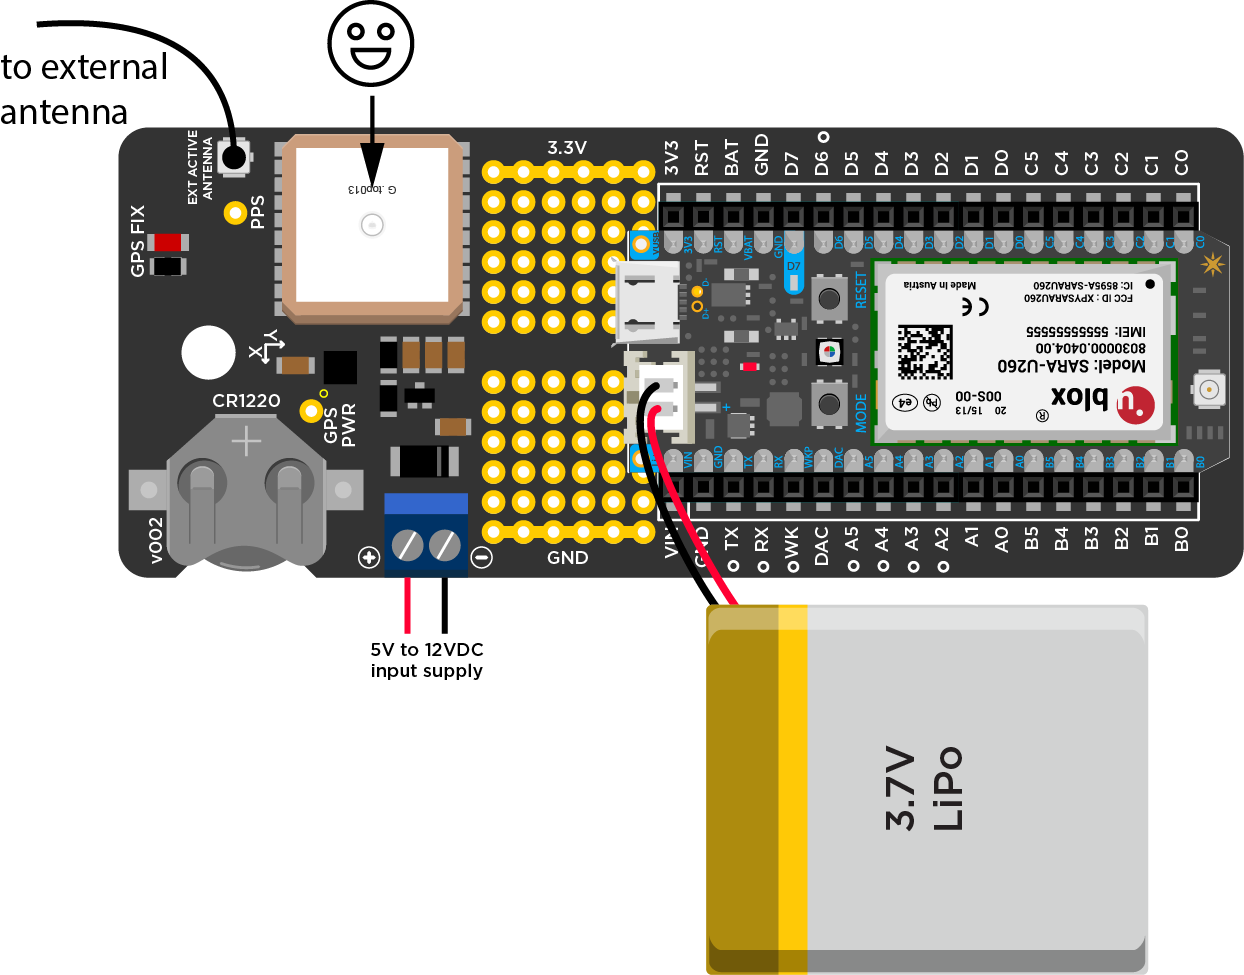 to external
antenna
EXT ACTIVE
ANTENNA
PPS
GPS FIX
G.top013
3.3V
3V3 RST BAT GND D7 D6 D5 D4 D3 D2 D1 D0 C5 C4 C3 C2 C1 C0
3V3 RST VBAT GND D6 D5 D4 D3 D2 D1 D0 C5 C4 C3 C2 C1 C0
D7
D-
D+
RESET
MODE
Model: SARA-U260
8030000.0404.00
IMEI: 5555555555555
FCC ID : XPYSARAU260
IC: 8595A-SARAU260
Made in Austria
CE
ublox
®
00S-00
20 15/13
e4
Y
X
CR1220
+
GPS
PWR
v002
+
-
GND
+
VIN GND TX RX WKP DAC A5 A4 A3 A2 A1 A0 B5 B4 B3 B2 B1 B0
VIN GND TX RX WK DAC A5 A4 A3 A2 A1 A0 B5 B4 B3 B2 B1 B0
5V to 12VDC
input supply
3.7V
LiPo